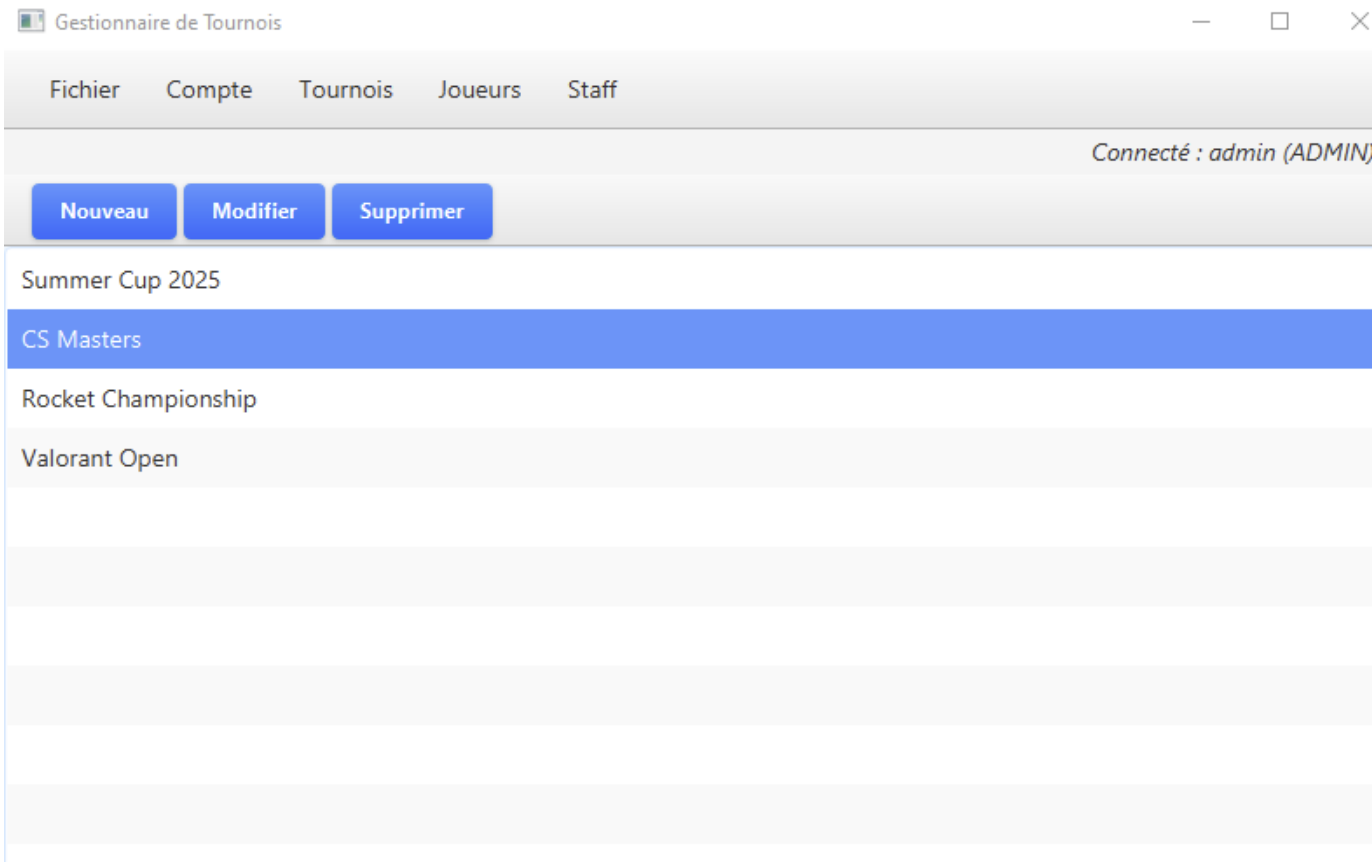 Gestionnaire de Tournois
Fichier Compte Tournois Joueurs Staff
Connecté : admin (ADMIN)
Nouveau Modifier Supprimer
Summer Cup 2025
CS Masters
Rocket Championship
Valorant Open